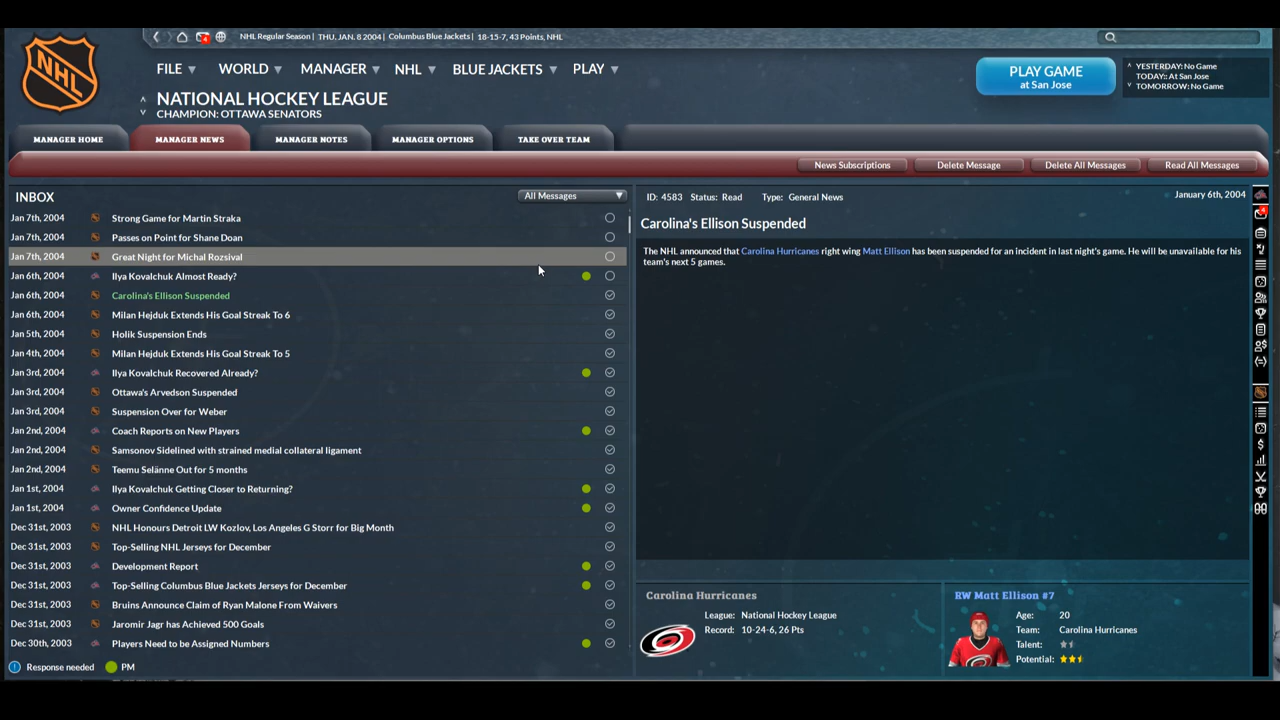 NHL Regular Season | THU. JAN. 8 2004 | Columbus Blue Jackets | 18-15-7, 43 Points, NHL
NHL
FILE WORLD MANAGER NHL BLUE JACKETS PLAY
PLAY GAME
at San Jose
YESTERDAY: No Game
TODAY:: At San Jose
TOMORROW: No Game
NATIONAL HOCKEY LEAGUE
CHAMPION: OTTAWA SENATORS
MANAGER HOME MANAGER NEWS MANAGER NOTES MANAGER OPTIONS TAKE OVER TEAM
News Subscriptions Delete Message Delete All Messages Read All Messages
INBOX All Messages
Jan 7th, 2004 Strong Game for Martin Straka
Jan 7th, 2004 Passes on Point for Shane Doan
Jan 7th, 2004 Great Night for Michal Rozsival
Jan 6th, 2004 Ilya Kovalchuk Almost Ready?
Jan 6th, 2004 Carolina's Ellison Suspended
Jan 6th, 2004 Milan Hejduk Extends His Goal Streak To 6
Jan 5th, 2004 Holik Suspension Ends
Jan 4th, 2004 Milan Hejduk Extends His Goal Streak To 5
Jan 3rd, 2004 Ilya Kovalchuk Recovered Already?
Jan 3rd, 2004 Ottawa's Arvedson Suspended
Jan 3rd, 2004 Suspension Over for Weber
Jan 2nd, 2004 Coach Reports on New Players
Jan 2nd, 2004 Samsonov Sidelined with strained medial collateral ligament
Jan 2nd, 2004 Teemu Selänne Out for 5 months
Jan 1st, 2004 Ilya Kovalchuk Getting Closer to Returning?
Jan 1st, 2004 Owner Confidence Update
Dec 31st, 2003 NHL Honours Detroit LW Kozlov, Los Angeles G Storr for Big Month
Dec 31st, 2003 Top-Selling NHL Jerseys for December
Dec 31st, 2003 Development Report
Dec 31st, 2003 Top-Selling Columbus Blue Jackets Jerseys for December
Dec 31st, 2003 Bruins Announce Claim of Ryan Malone From Waivers
Dec 31st, 2003 Jaromir Jagr has Achieved 500 Goals
Dec 30th, 2003 Players Need to be Assigned Numbers
Response needed PM
ID: 4583 Status: Read Type: General News January 6th, 2004
Carolina's Ellison Suspended
The NHL announced that Carolina Hurricanes right wing Matt Ellison has been suspended for an incident in last night's game. He will be unavailable for his
team's next 5 games.
Carolina Hurricanes
League: National Hockey League
Record: 10-24-6, 26 Pts
RW Matt Ellison #7
Age: 20
Team: Carolina Hurricanes
Talent:
Potential: